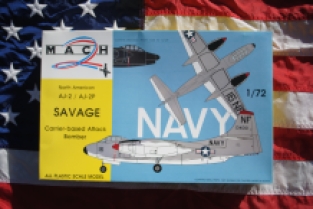 MACH 2
North American
AJ-2 / AJ-2P
SAVAGE
Carrier-based Attack
Bomber
NAVY
1/72
NF
NAVY
PLASTIC SCALE MODEL